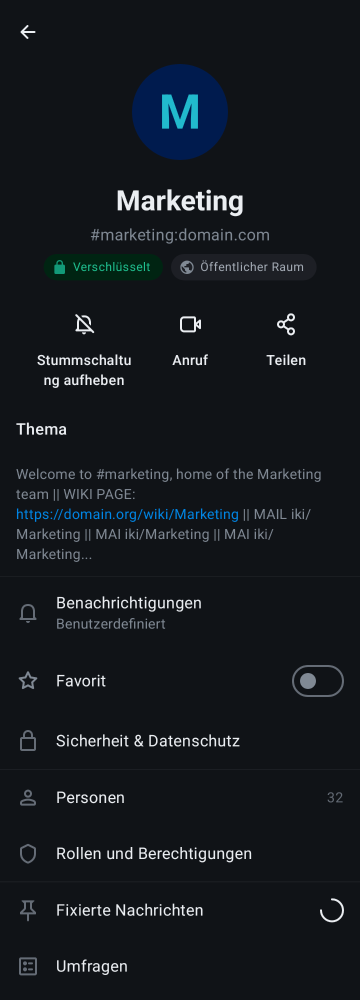 M
Marketing
#marketing:domain.com
Verschlüsselt
Öffentlicher Raum
Stummschaltu
ng aufheben
Anruf
Teilen
Thema
Welcome to #marketing, home of the Marketing
team || WIKI PAGE:
https://domain.org/wiki/Marketing || MAIL iki/
Marketing || MAI iki/Marketing || MAI iki/
Marketing...
Benachrichtigungen
Benutzerdefiniert
Favorit
Sicherheit & Datenschutz
Personen
32
Rollen und Berechtigungen
Fixierte Nachrichten
Umfragen